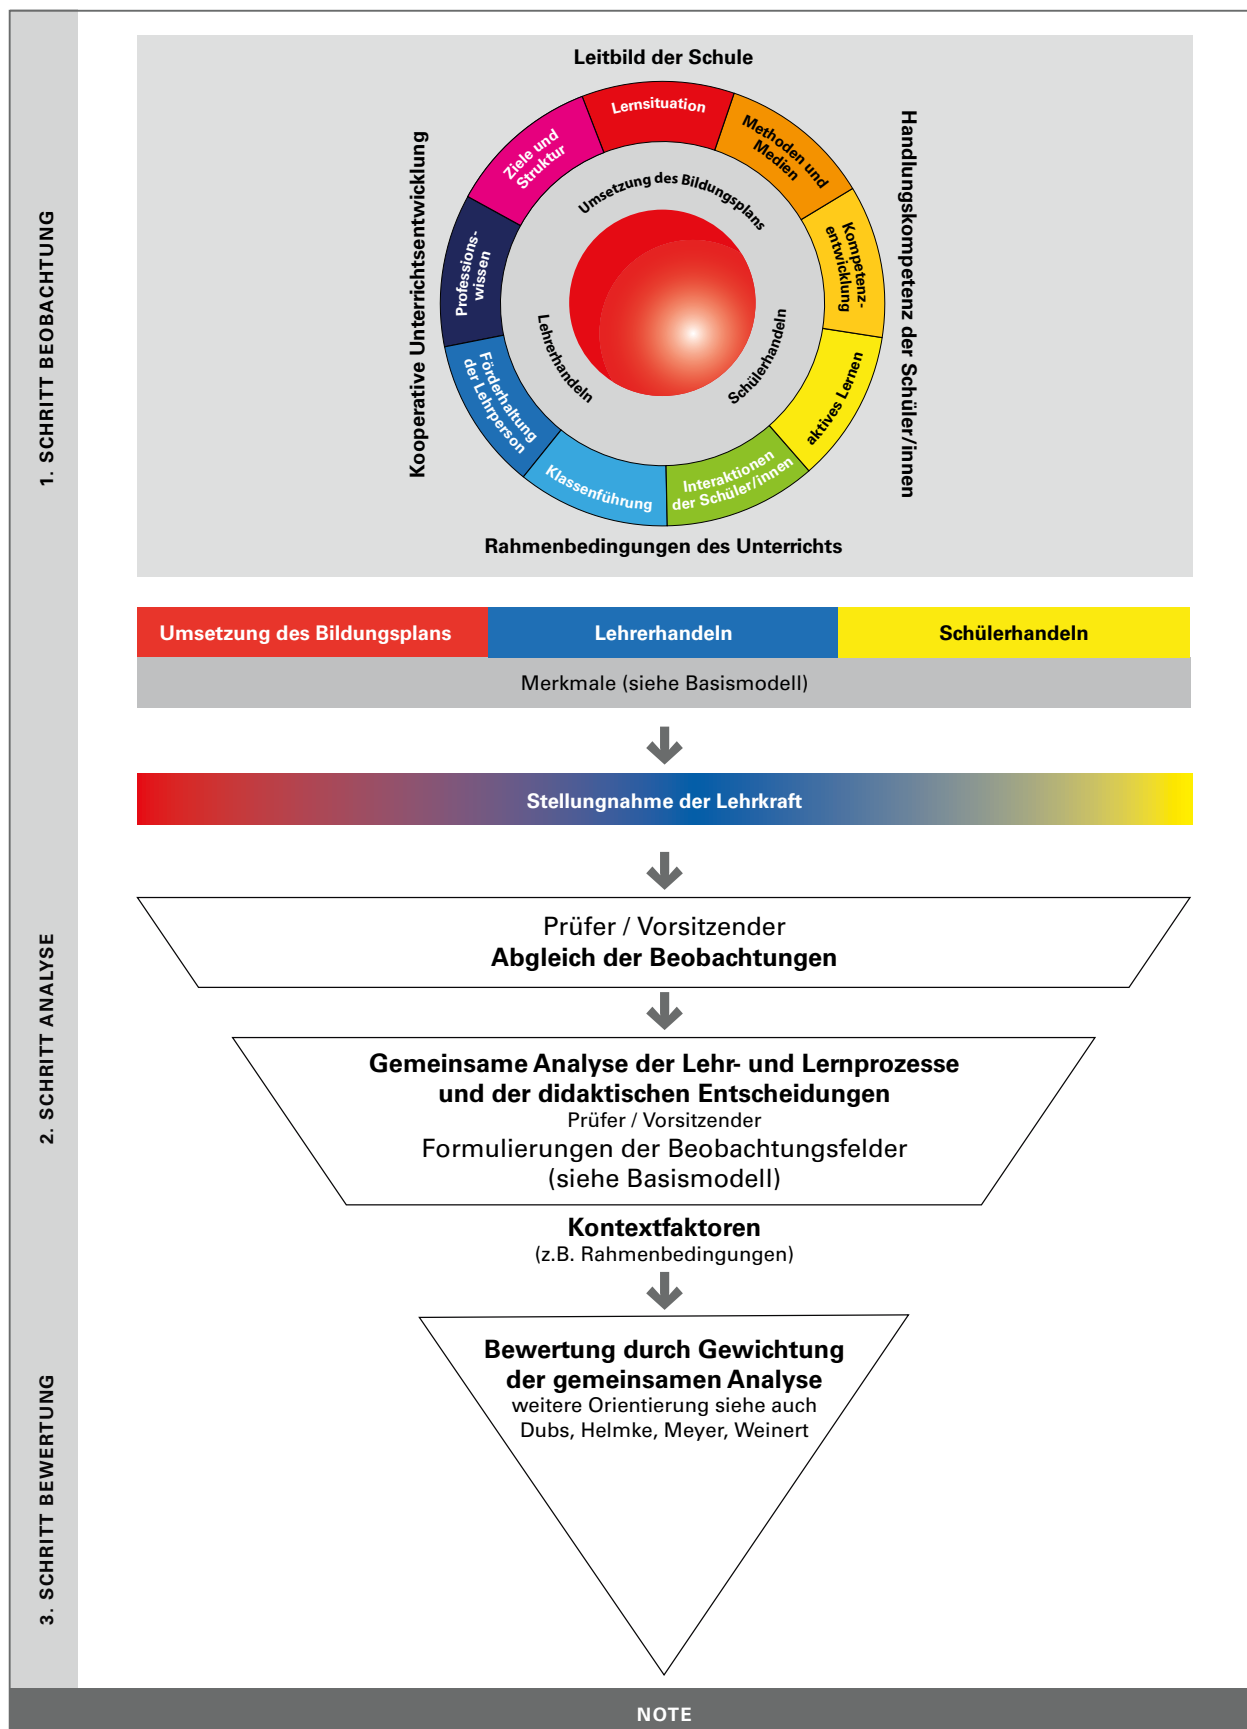 1. SCHRITT BEOBACHTUNG
Leitbild der Schule
Kooperative Unterrichtsentwicklung
Handlungskompetenz der Schüler/innen
Rahmenbedingungen des Unterrichts
Lernsituation
Methoden und
Medien
Kompetenz-
entwicklung
aktives Lernen
Interaktionen
der Schüler/innen
Klassenführung
Förderhaltung
der Lehrperson
Professions-
wissen
Ziele und
Struktur
Umsetzung des Bildungsplans
Schülerhandeln
Lehrerhandeln
Umsetzung des Bildungsplans
Lehrerhandeln
Schülerhandeln
Merkmale (siehe Basismodell)
Stellungnahme der Lehrkraft
2. SCHRITT ANALYSE
Prüfer / Vorsitzender
Abgleich der Beobachtungen
Gemeinsame Analyse der Lehr- und Lernprozesse
und der didaktischen Entscheidungen
Prüfer / Vorsitzender
Formulierungen der Beobachtungsfelder
(siehe Basismodell)
Kontextfaktoren
(z.B. Rahmenbedingungen)
3. SCHRITT BEWERTUNG
Bewertung durch Gewichtung
der gemeinsamen Analyse
weitere Orientierung siehe auch
Dubs, Helmke, Meyer, Weinert
NOTE